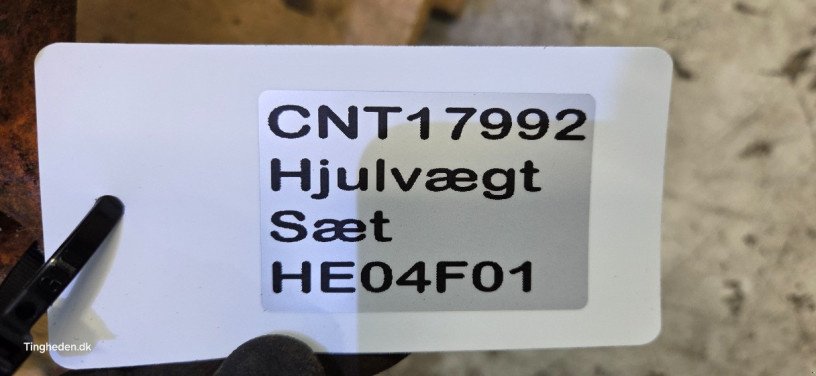 CNT17992
Hjulvægt
Sæt
HE04F01
Tingheden.dk